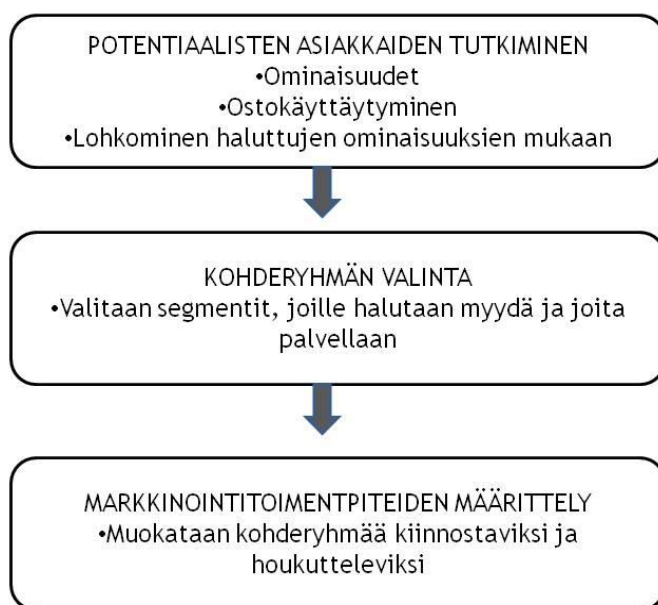 POTENTIAALISTEN ASIAKKAIDEN TUTKIMINEN
•Ominaisuudet
•Ostokäyttäytyminen
•Lohkominen haluttujen ominaisuuksien mukaan
KOHDERYHMÄN VALINTA
•Valitaan segmentit, joille halutaan myydä ja joita
palvellaan
MARKKINOINTITOIMENTPITEIDEN MÄÄRITTELY
•Muokataan kohderyhmää kiinnostaviksi ja
houkutteleviksi